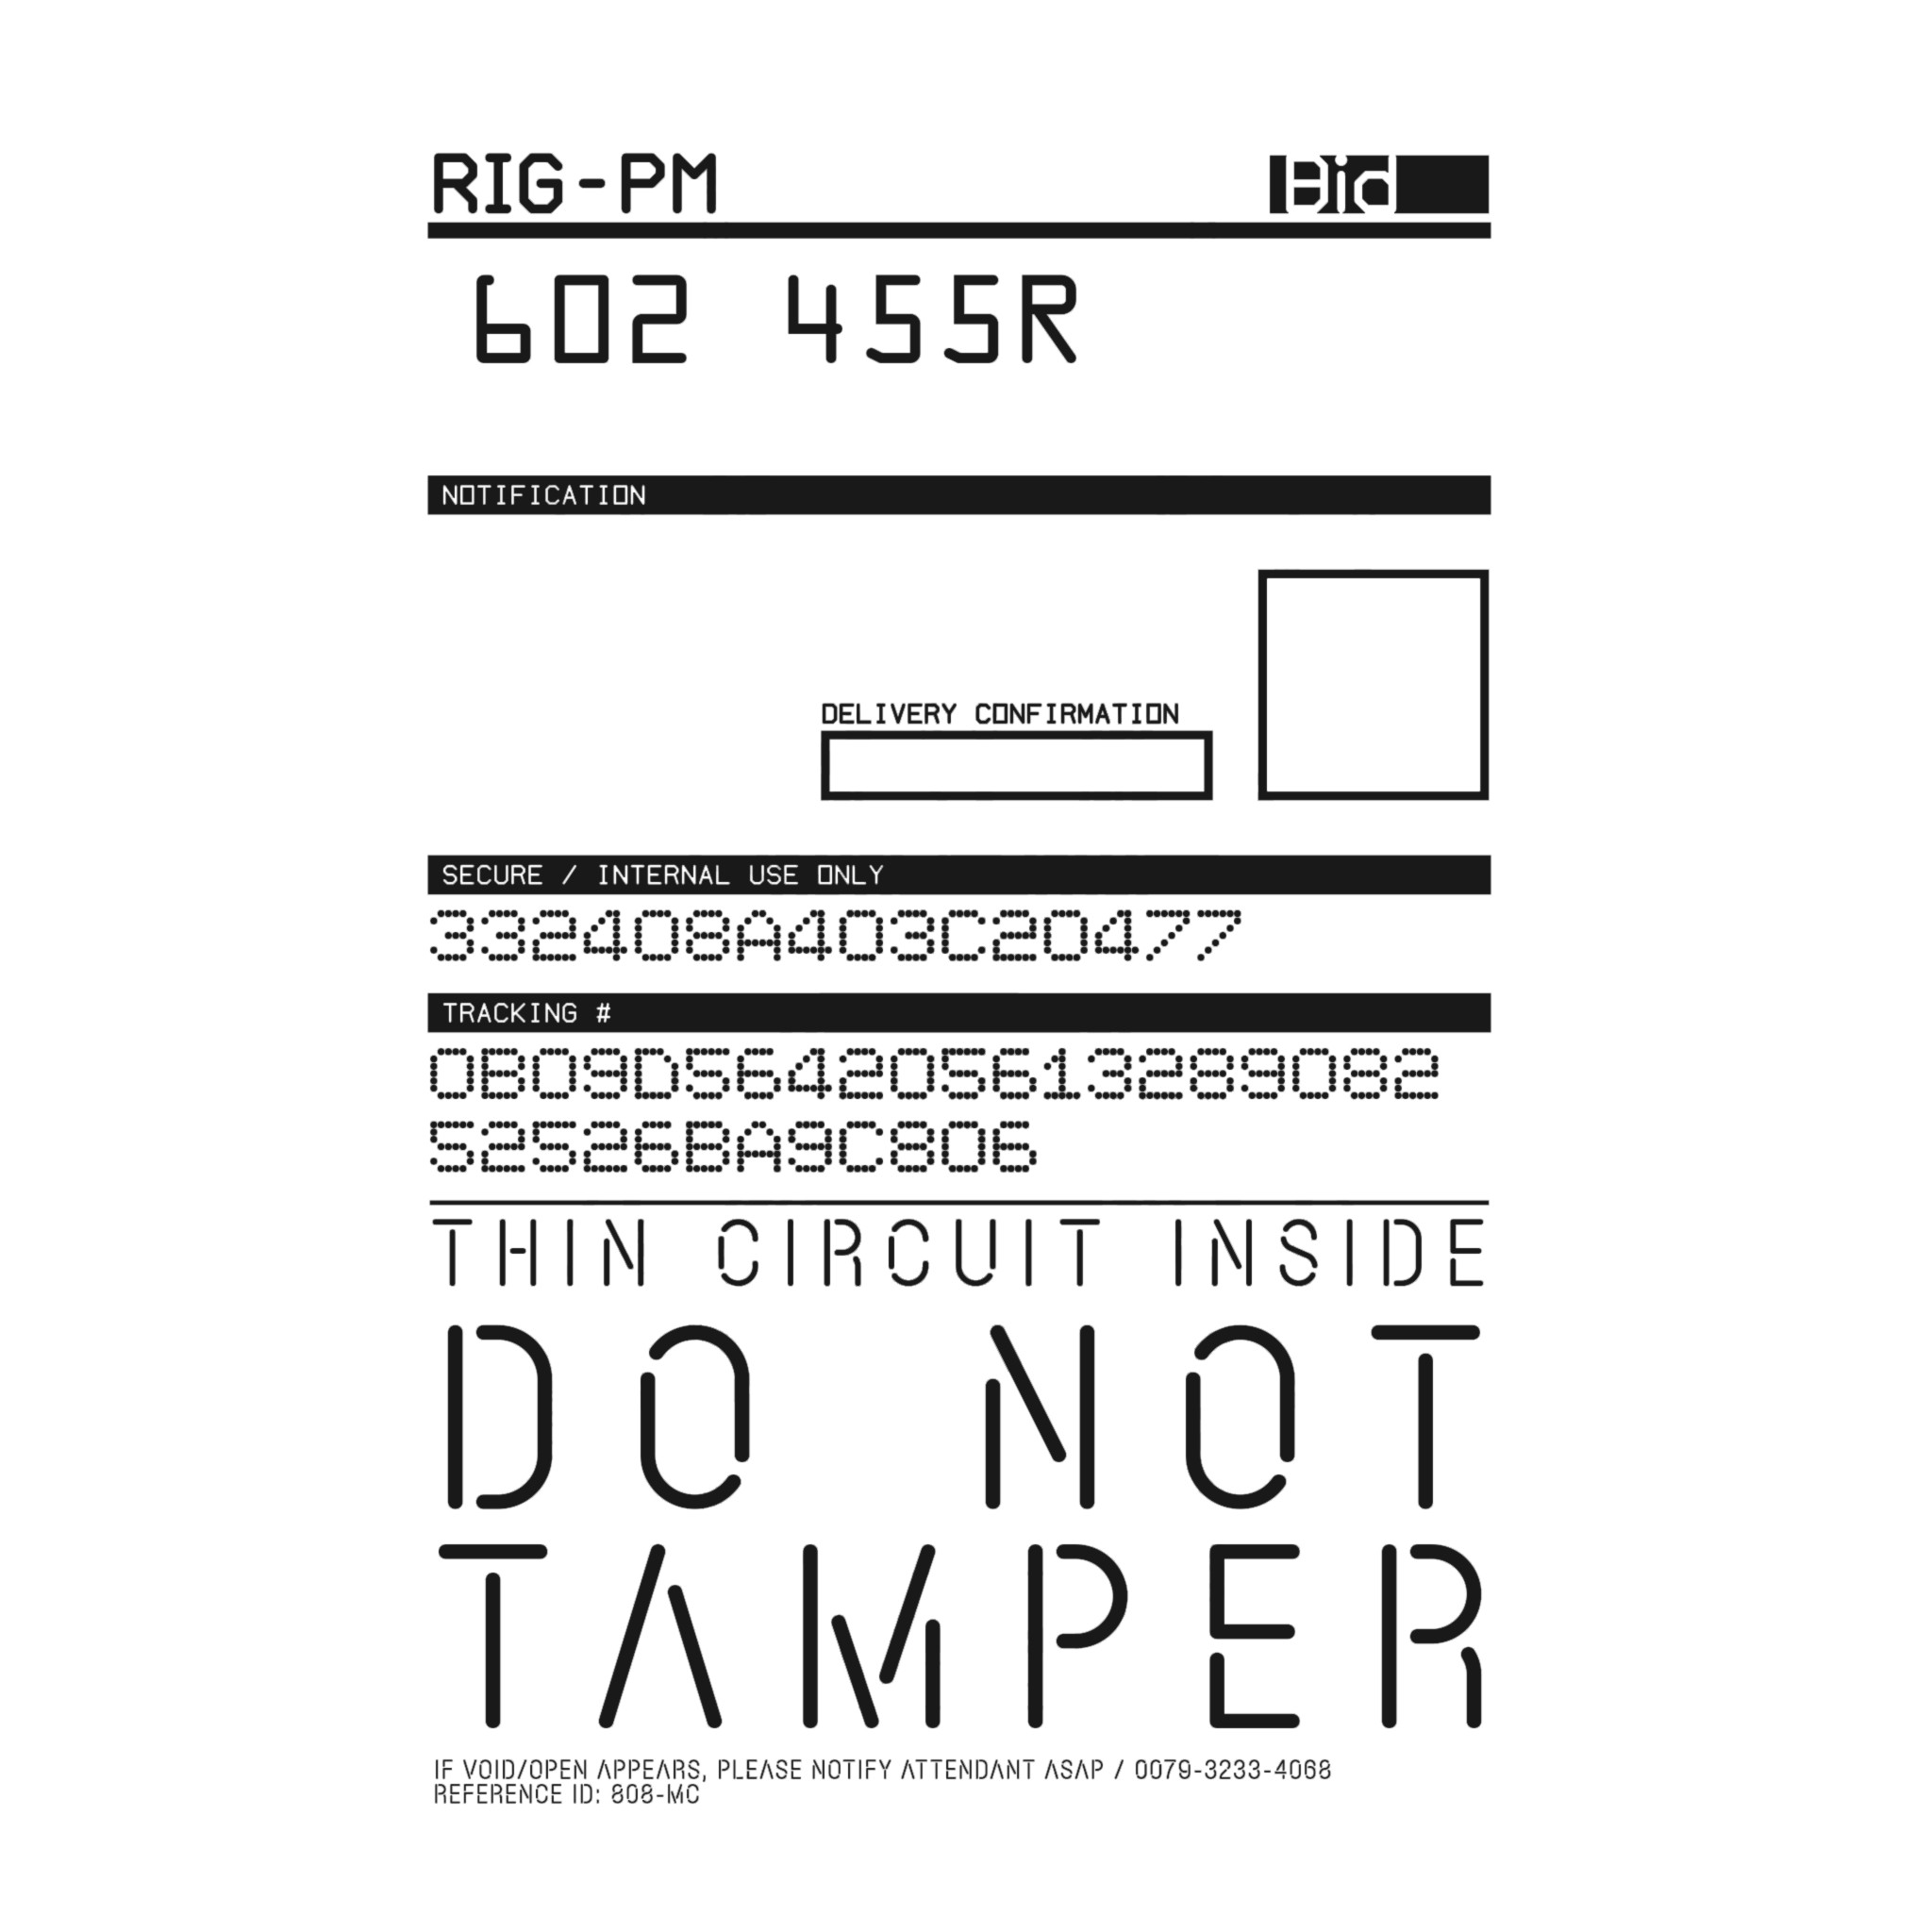 RIG-PM
Bid
602 455R
NOTIFICATION
DELIVERY CONFIRMATION
SECURE / INTERNAL USE ONLY
332408A403C20477
TRACKING #
0B09D564205613289082
52526BA9C806
THIN CIRCUIT INSIDE
DO NOT
TAMPER
IF VOID/OPEN APPEARS, PLEASE NOTIFY ATTENDANT ASAP / 0079-3233-4068
REFERENCE ID: 808-MC